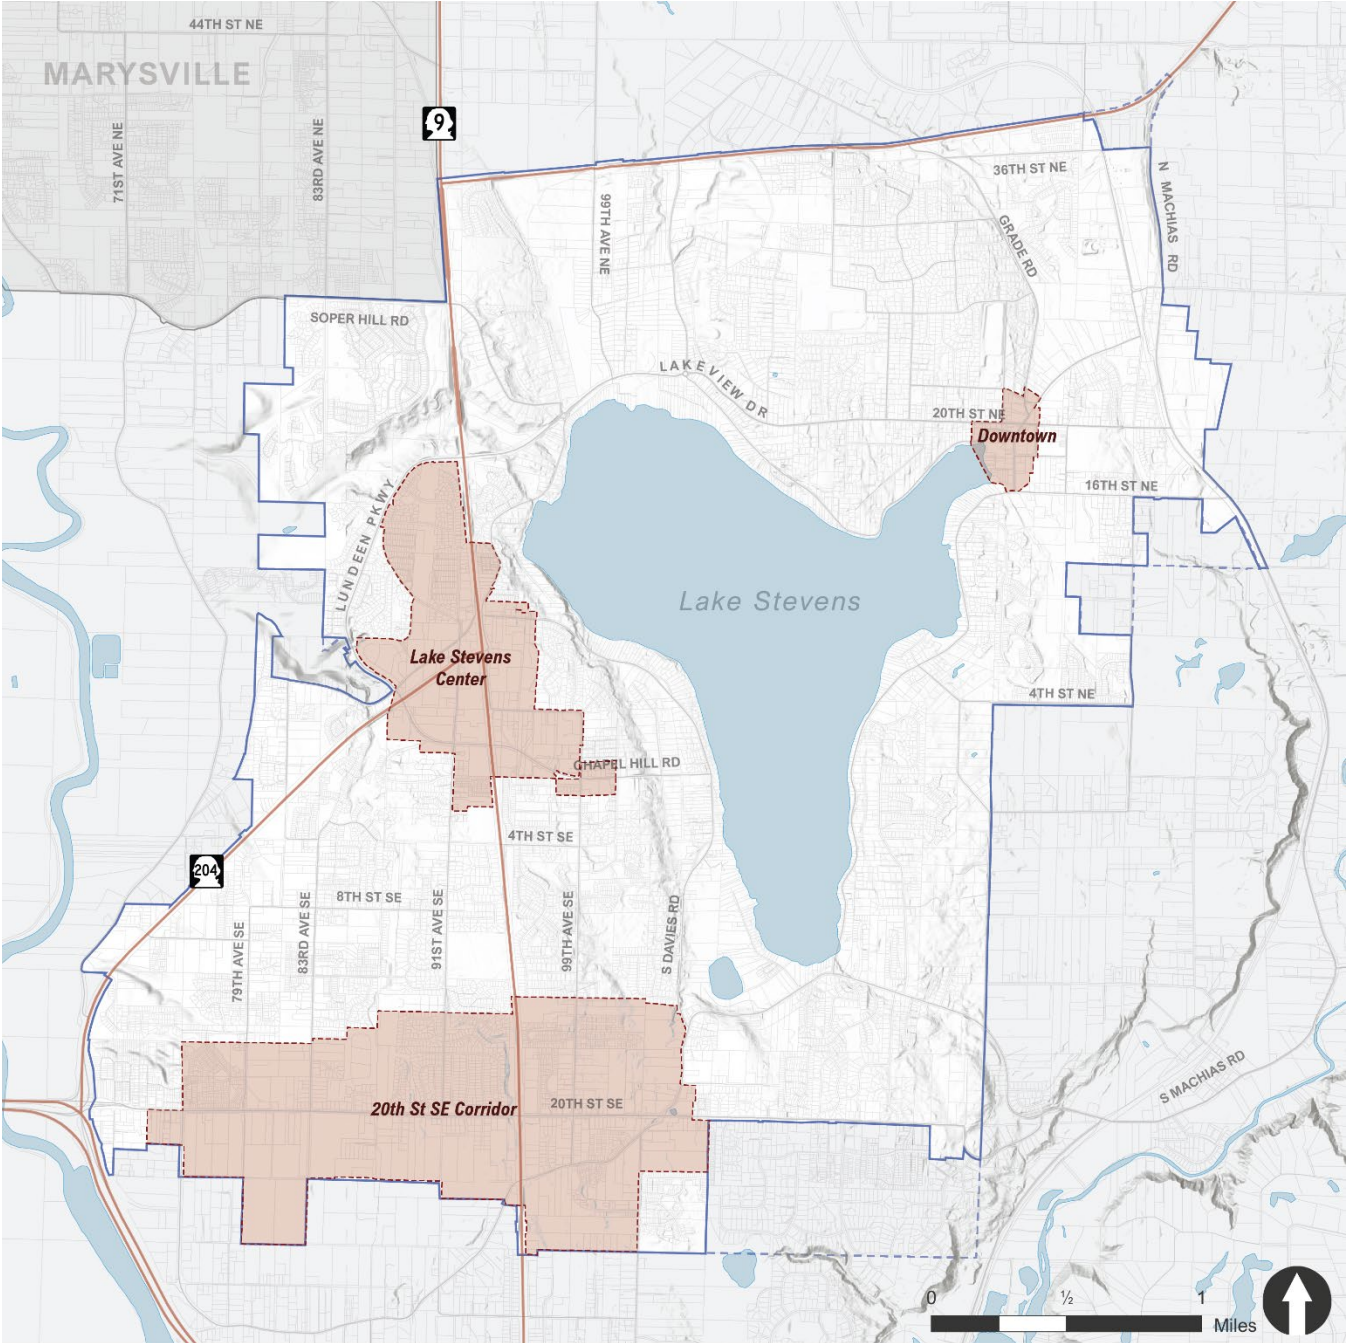 44TH ST NE
MARYSVILLE
9
71ST AVE NE
83RD AVE NE
36TH ST NE
N MACHIAS RD
99TH AVE NE
GRADE RD
SOPER HILL RD
LAKEVIEW DR
20TH ST NE
Downtown
16TH ST NE
LUNDEEN PKWY
Lake Stevens
Lake Stevens
Center
4TH ST NE
CHAPEL HILL RD
4TH ST SE
204
8TH ST SE
79TH AVE SE
83RD AVE SE
91ST AVE SE
99TH AVE SE
S DAVIES RD
S MACHIAS RD
20th St SE Corridor
20TH ST SE
0 ½ 1
Miles